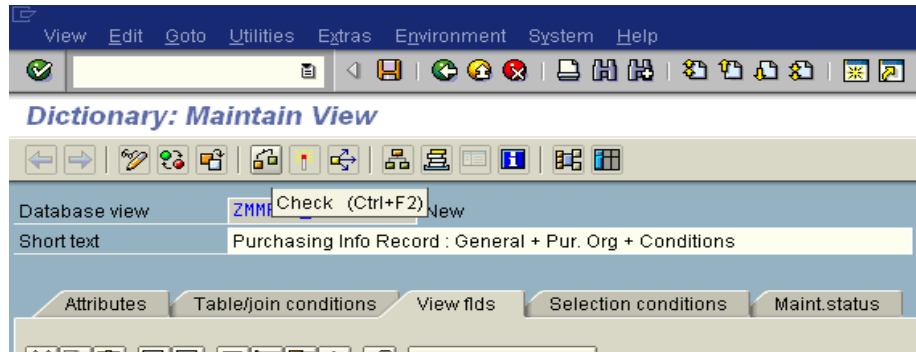 View Edit Goto Utilities Extras Environment System Help
Dictionary: Maintain View
Check (Ctrl+F2)
Database view New
Short text Purchasing Info Record : General + Pur. Org + Conditions
Attributes Table/join conditions View flds Selection conditions Maint.status